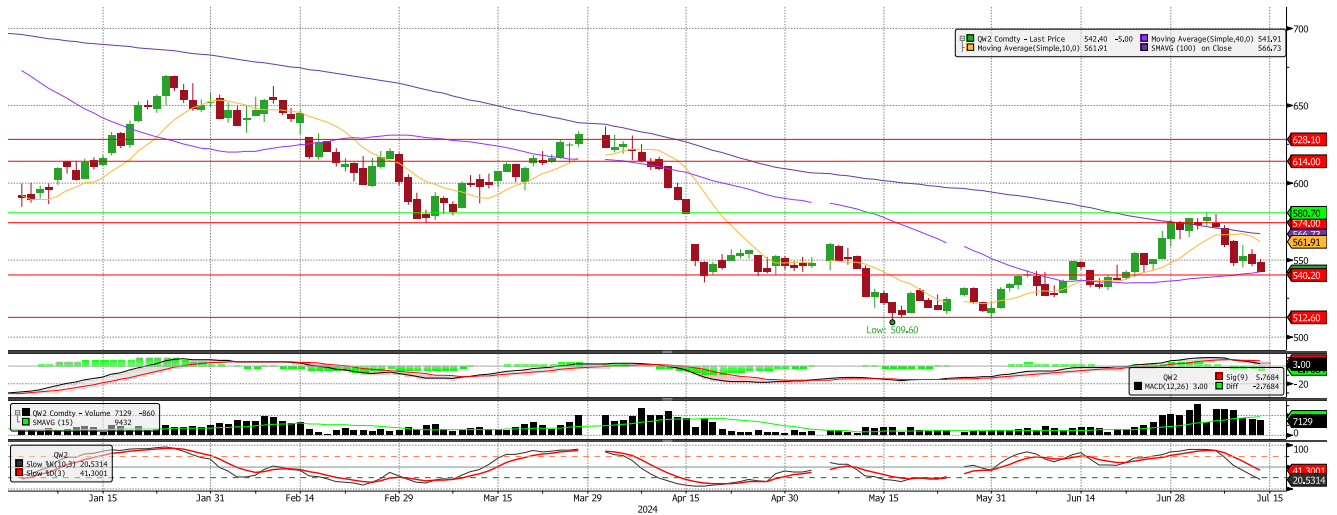 700
QW2 Comdty - Last Price 542.40 -5.00 Moving Average(Simple,40,0) 541.91
Moving Average(Simple,10,0) 561.91 SMAVG (100) on Close 566.73
650
628.10
614.00
600
580.70
574.00
566.73
561.91
550
540.20
512.60
Low: 509.60
500
3.00
QW2 Sig(9) 5.7684
MACD(12,26) 3.00 Diff -2.7684
-20
QW2 Comdty - Volume 7129 -860
SMAVG (15) 9432
7129
0
QW2
Slow %K(10,3) 20.5314
Slow %D(3) 41.3001
100
41.3001
20.5314
Jan 15 Jan 31 Feb 14 Feb 29 Mar 15 Mar 29 Apr 15 Apr 30 May 15 May 31 Jun 14 Jun 28 Jul 15
2024